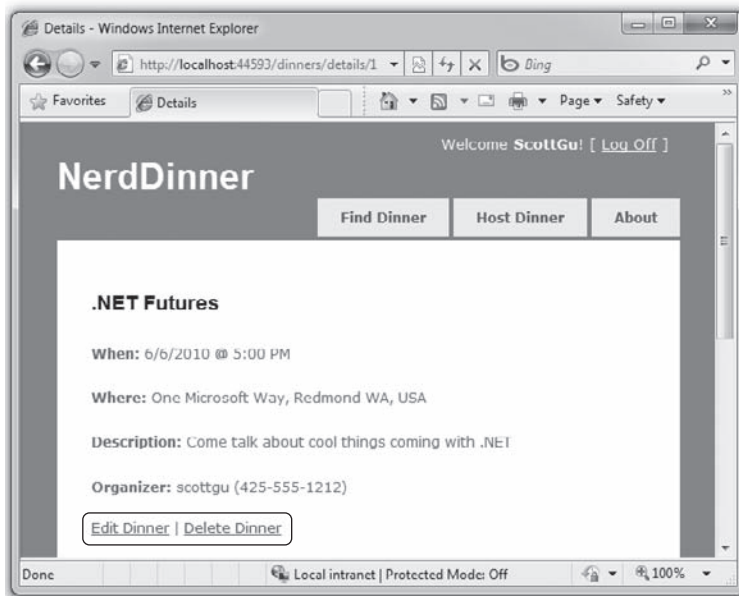 Details - Windows Internet Explorer
http://localhost:44593/dinners/details/1
Bing
Favorites
Details
Page
Safety
»
Welcome ScottGu! [ Log Off ]
NerdDinner
Find Dinner
Host Dinner
About
.NET Futures
When: 6/6/2010 @ 5:00 PM
Where: One Microsoft Way, Redmond WA, USA
Description: Come talk about cool things coming with .NET
Organizer: scottgu (425-555-1212)
Edit Dinner | Delete Dinner
Done
Local intranet | Protected Mode: Off
100%